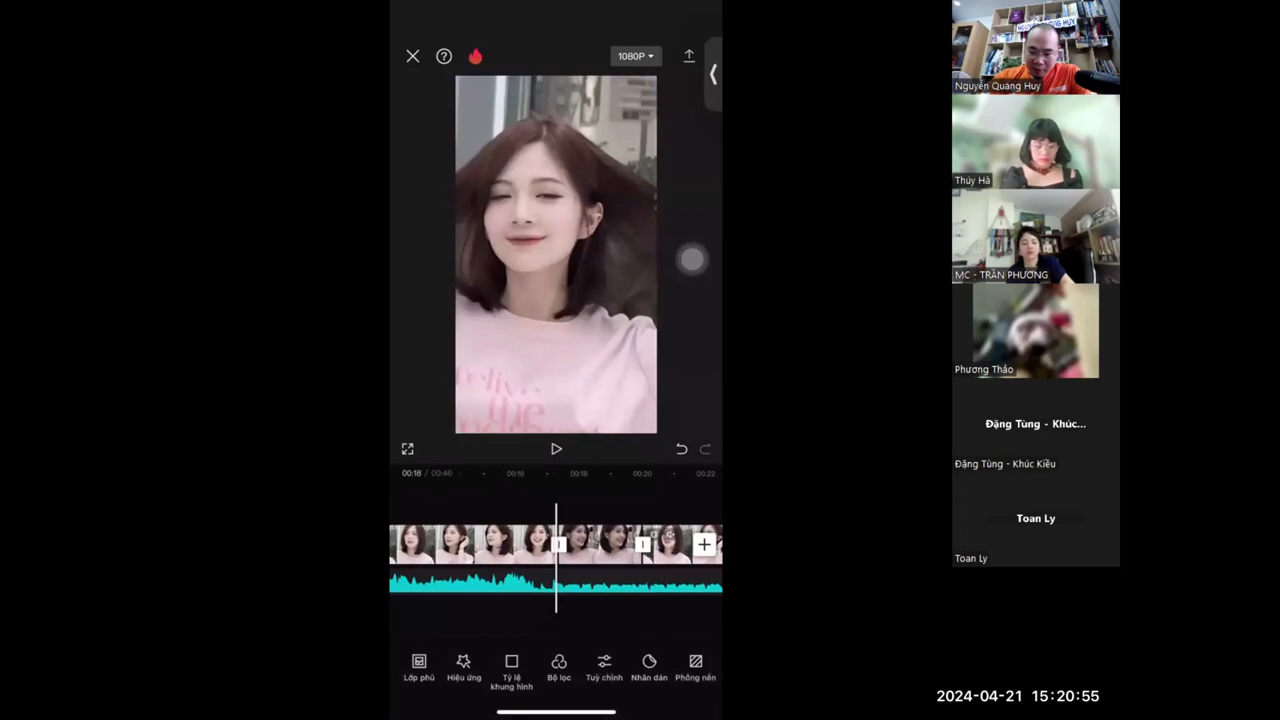 1080P
00:18 / 00:46
00:16
00:18
00:20
00:22
Lớp phủ
Hiệu ứng
Tỷ lệ
khung hình
Bộ lọc
Tuỳ chỉnh
Nhãn dán
Phông nền
Nguyễn Quang Huy
Thúy Hà
MC - TRẦN PHƯƠNG
Phương Thảo
Đặng Tùng - Khúc...
Đặng Tùng - Khúc Kiều
Toan Ly
Toan Ly
2024-04-21 15:20:55